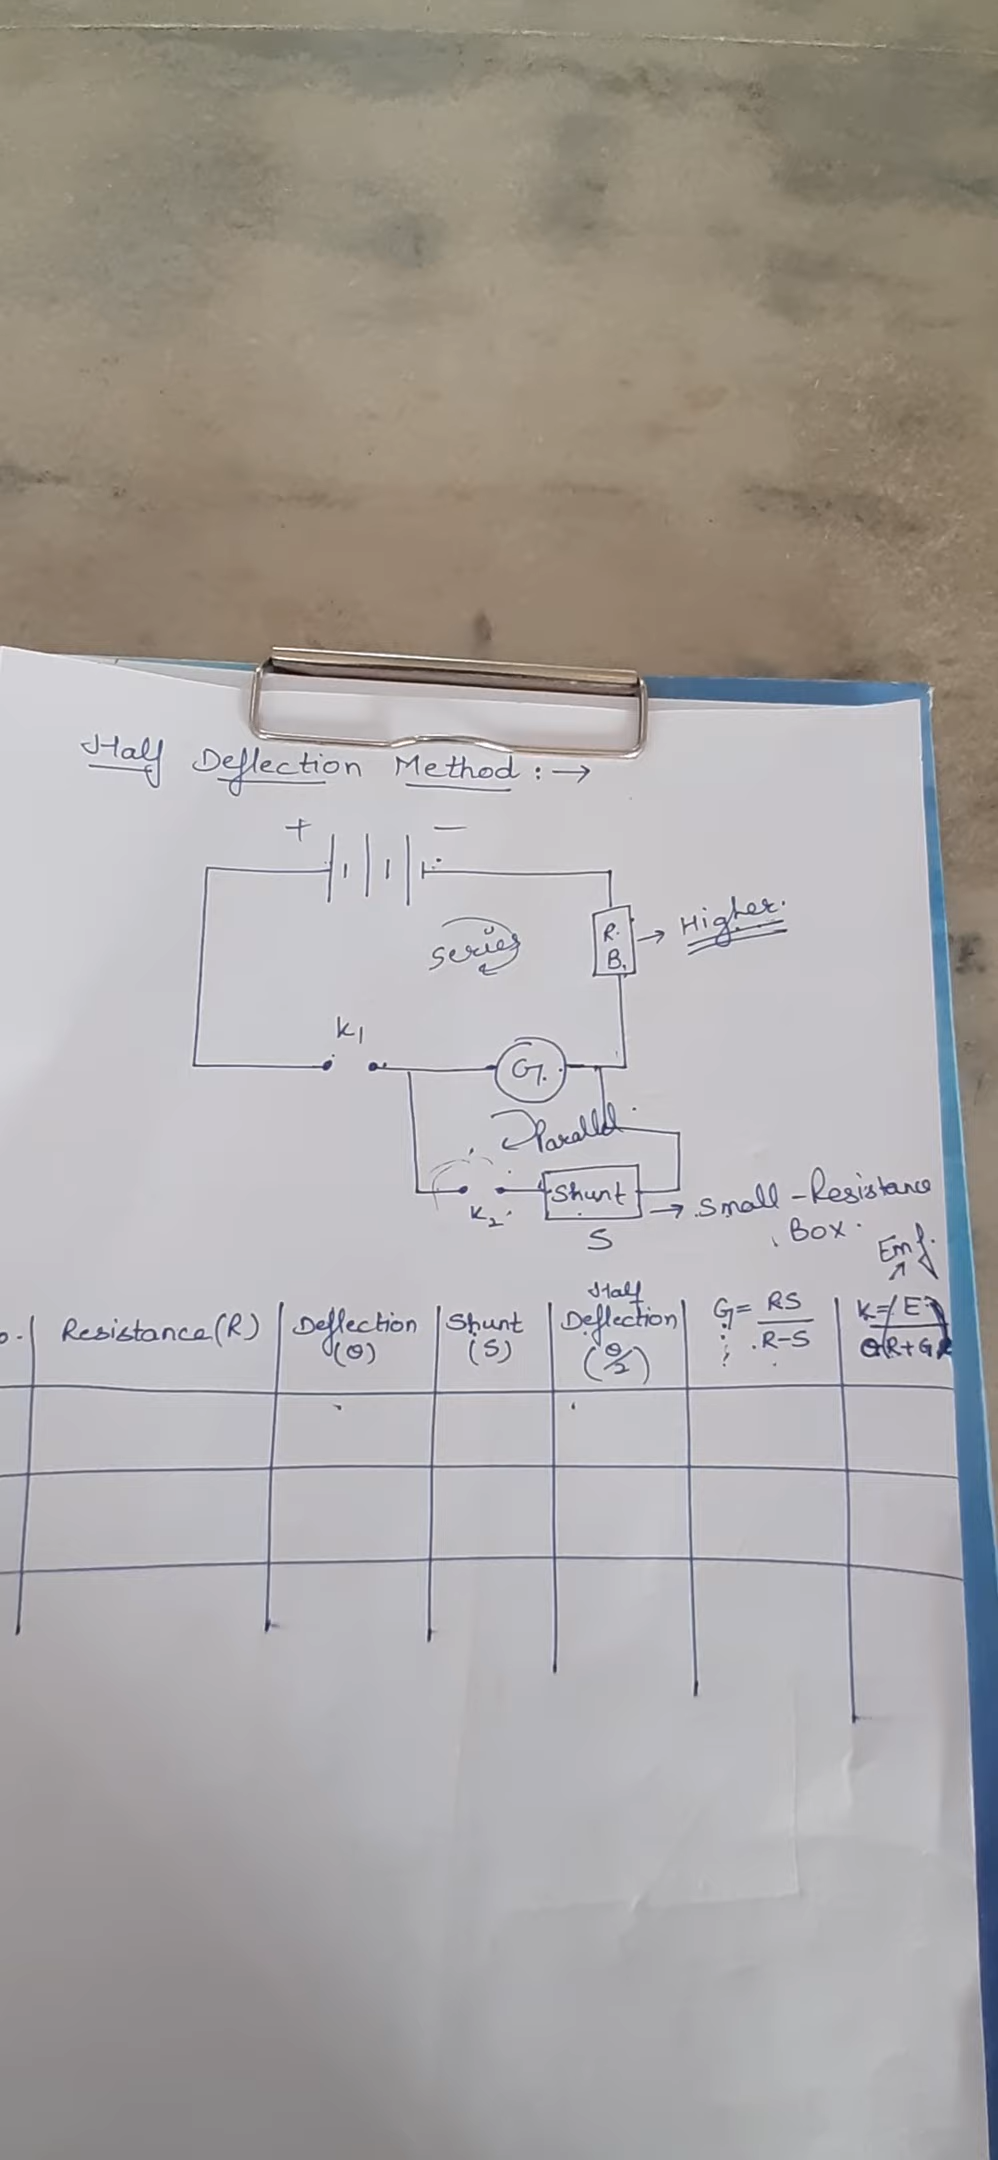 Half Deflection Method : →
+ −
R.
B. → Higher.
series
K1
G.
Parallel
K2
Shunt → Small - Resistance
Box.
S
Emf.
o. Resistance (R) Deflection (θ) Shunt (S) Half Deflection (θ/2) G = RS/R-S K = E/θ(R+G)